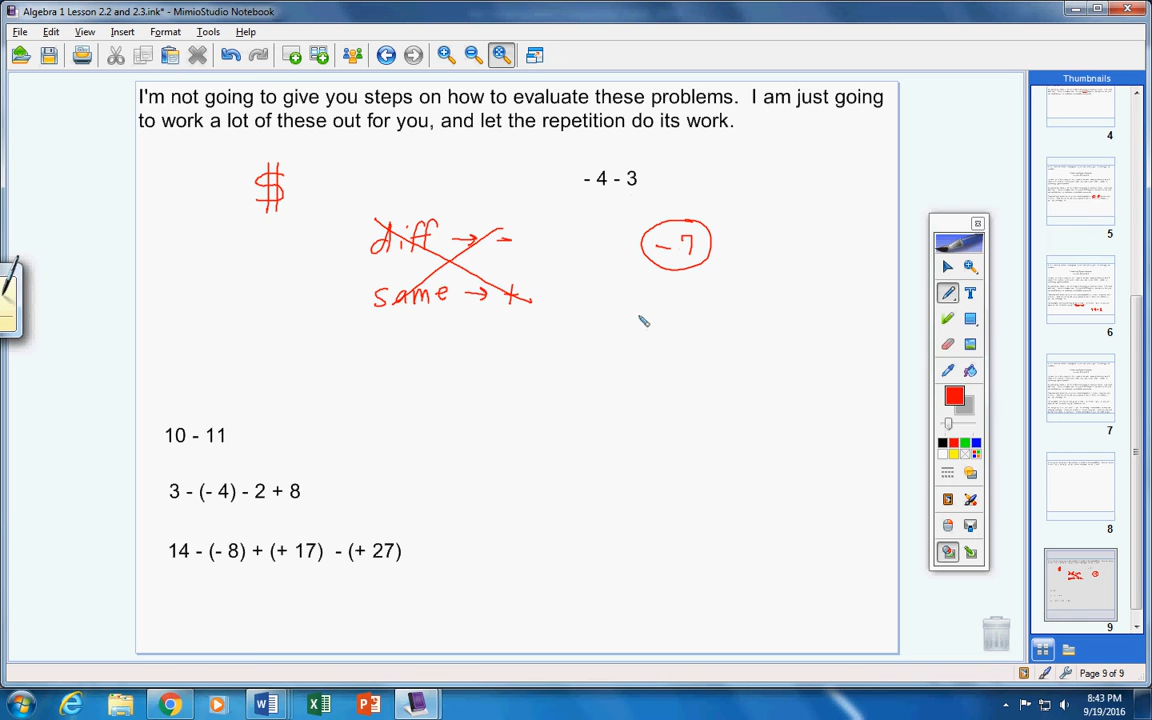 Algebra 1 Lesson 2.2 and 2.3.ink* - MimioStudio Notebook
File Edit View Insert Format Tools Help
I'm not going to give you steps on how to evaluate these problems. I am just going
to work a lot of these out for you, and let the repetition do its work.
$
- 4 - 3
diff → -
- 7
same → +
10 - 11
3 - (- 4) - 2 + 8
14 - (- 8) + (+ 17) - (+ 27)
Thumbnails
4
5
6
7
8
9
Page 9 of 9
8:43 PM
9/19/2016